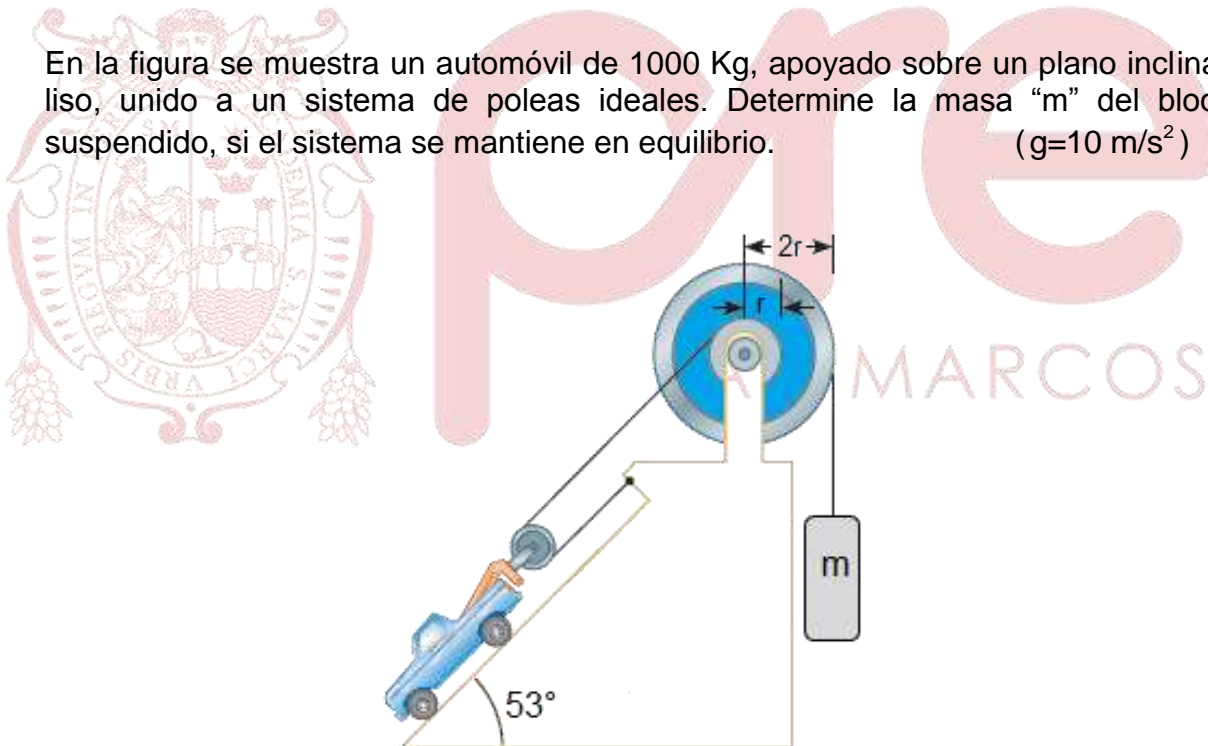 En la figura se muestra un automóvil de 1000 Kg, apoyado sobre un plano inclina
liso, unido a un sistema de poleas ideales. Determine la masa “m” del bloq
suspendido, si el sistema se mantiene en equilibrio. (g=10 m/s²)
pre
2r
r
MARCOS
m
53°